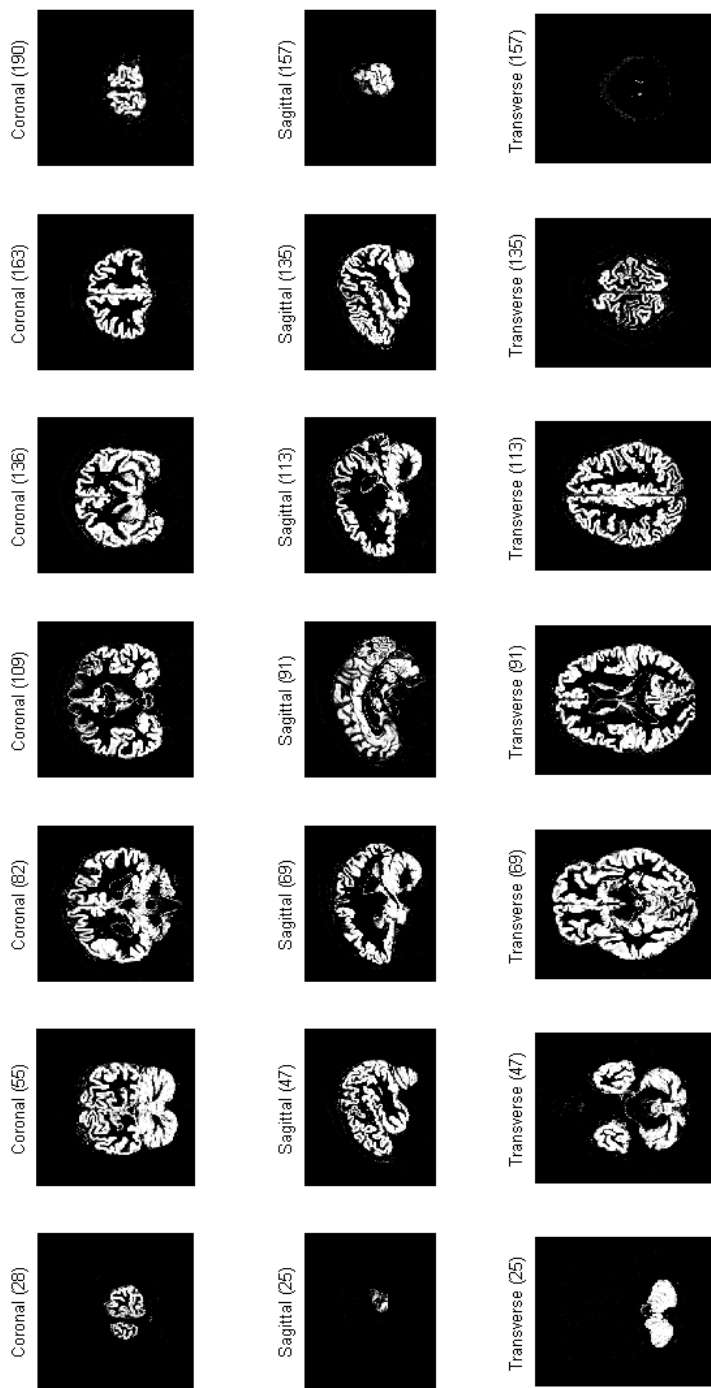 Coronal (28)
Coronal (55)
Coronal (82)
Coronal (109)
Coronal (136)
Coronal (163)
Coronal (190)
Sagittal (25)
Sagittal (47)
Sagittal (69)
Sagittal (91)
Sagittal (113)
Sagittal (135)
Sagittal (157)
Transverse (25)
Transverse (47)
Transverse (69)
Transverse (91)
Transverse (113)
Transverse (135)
Transverse (157)